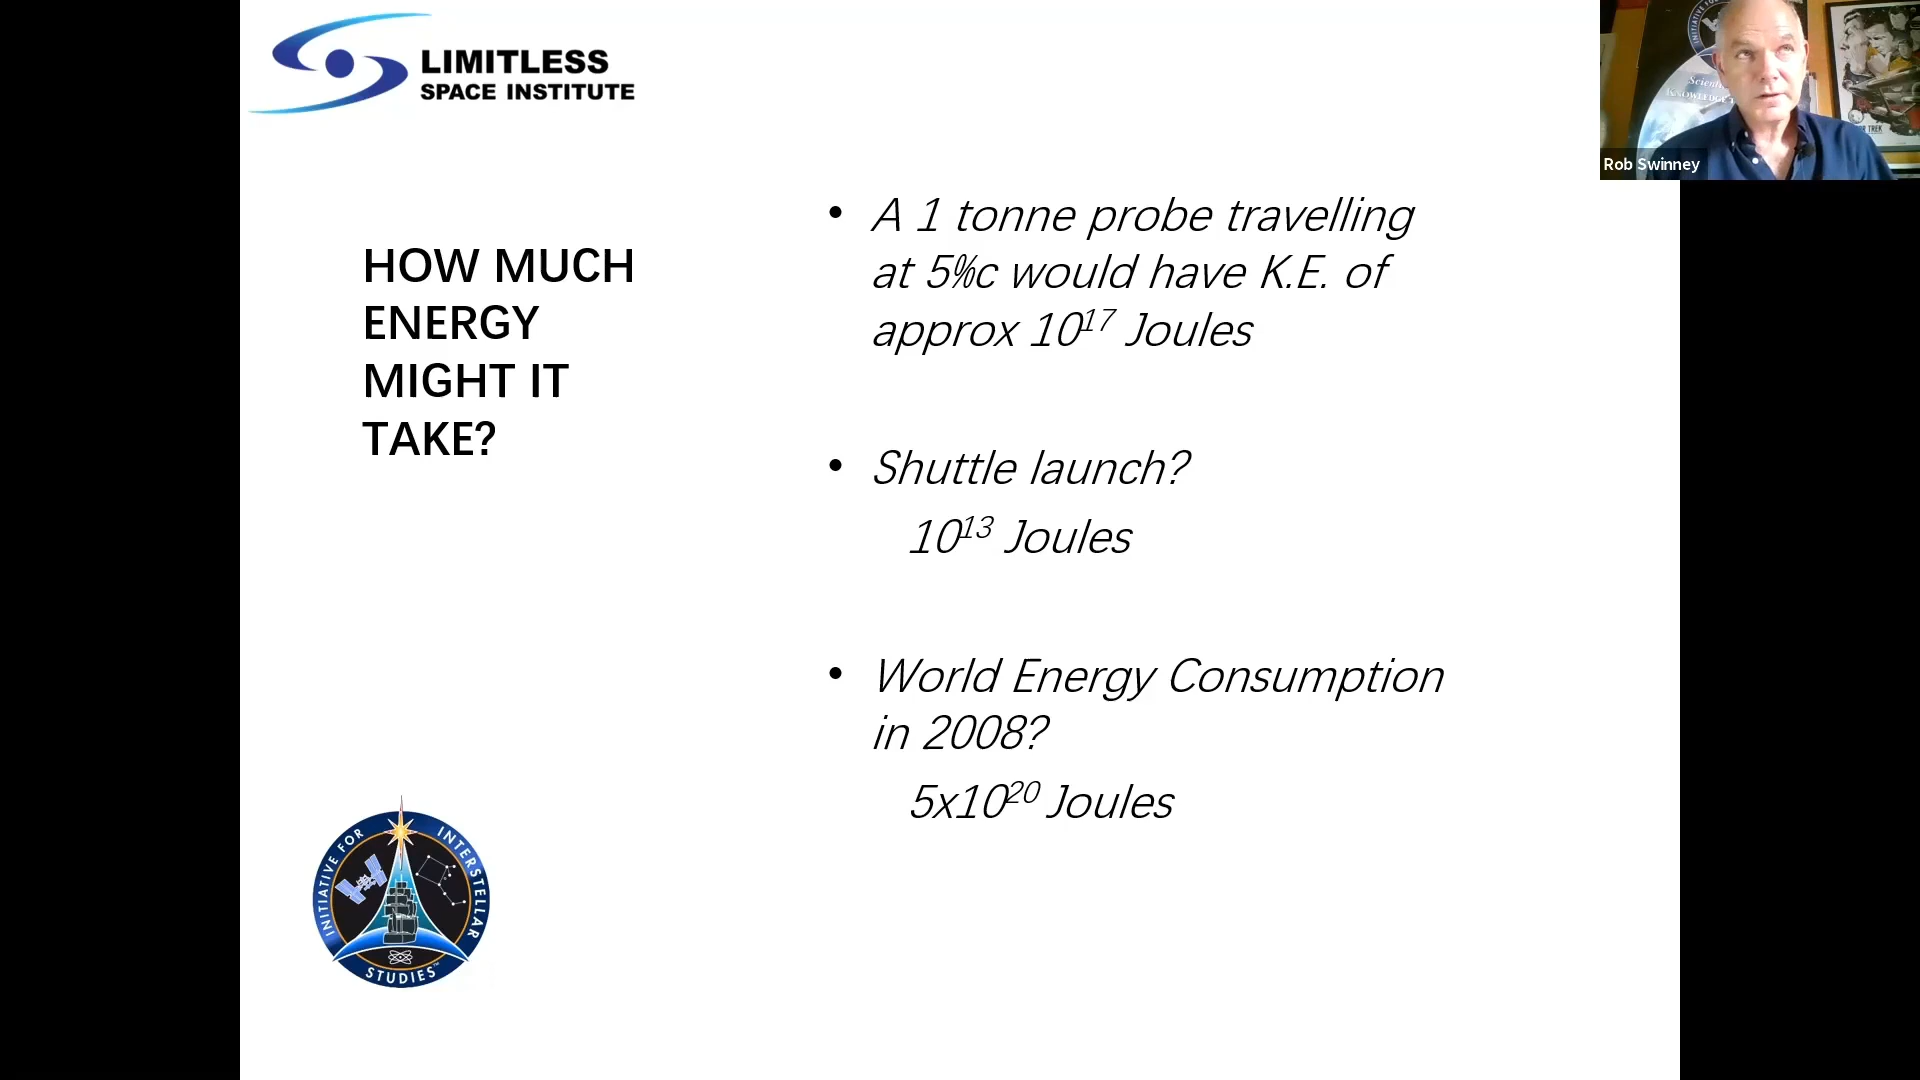 LIMITLESS
SPACE INSTITUTE
HOW MUCH
ENERGY
MIGHT IT
TAKE?
• A 1 tonne probe travelling
at 5%c would have K.E. of
approx 10¹⁷ Joules
• Shuttle launch?
10¹³ Joules
• World Energy Consumption
in 2008?
5x10²⁰ Joules
INITIATIVE FOR INTERSTELLAR
STUDIES™
Rob Swinney